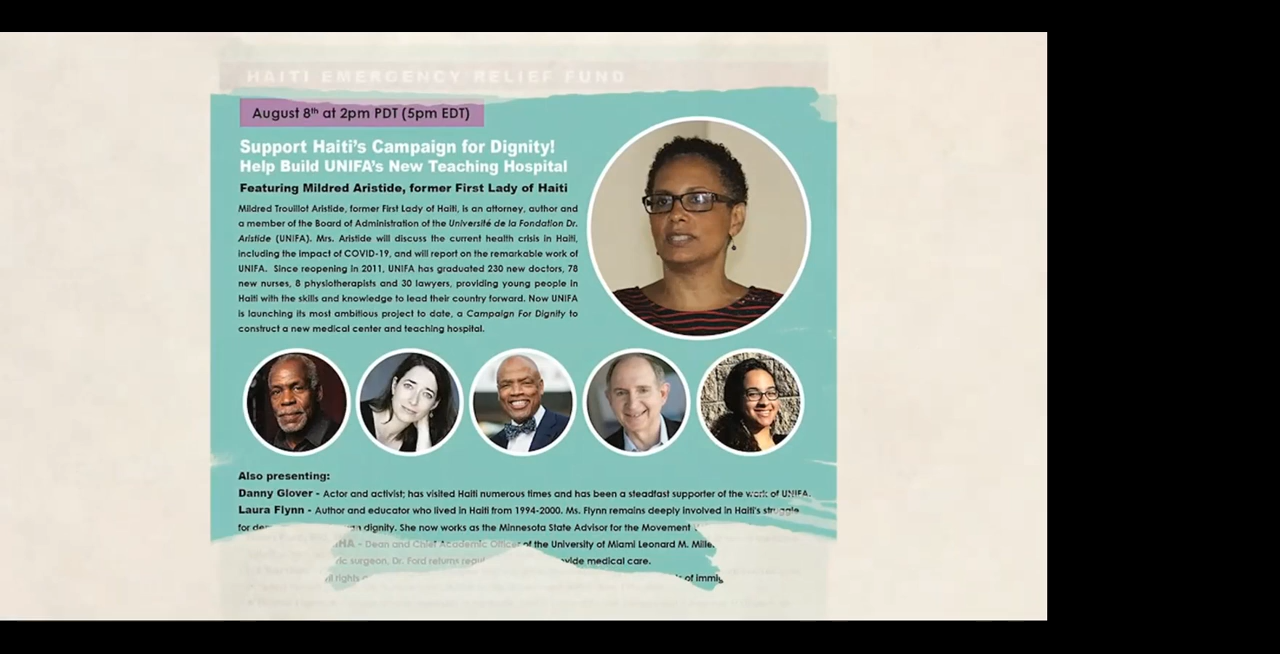 HAITI EMERGENCY RELIEF FUND
August 8th at 2pm PDT (5pm EDT)
Support Haiti's Campaign for Dignity!
Help Build UNIFA's New Teaching Hospital
Featuring Mildred Aristide, former First Lady of Haiti
Mildred Trouillot Aristide, former First Lady of Haiti, is an attorney, author and
a member of the Board of Administration of the Université de la Fondation Dr.
Aristide (UNIFA). Mrs. Aristide will discuss the current health crisis in Haiti,
including the impact of COVID-19, and will report on the remarkable work of
UNIFA. Since reopening in 2011, UNIFA has graduated 230 new doctors, 78
new nurses, 8 physiotherapists and 30 lawyers, providing young people in
Haiti with the skills and knowledge to lead their country forward. Now UNIFA
is launching its most ambitious project to date, a Campaign For Dignity to
construct a new medical center and teaching hospital.
Also presenting:
Danny Glover - Actor and activist; has visited Haiti numerous times and has been a steadfast supporter of the work of UNIFA.
Laura Flynn - Author and educator who lived in Haiti from 1994-2000. Ms. Flynn remains deeply involved in Haiti's struggle
for dignity. She now works as the Minnesota State Advisor for the Movement
- Dean and Chief Academic Officer of the University of Miami Leonard M.
surgeon, Dr. Ford returns medical care.
rights of